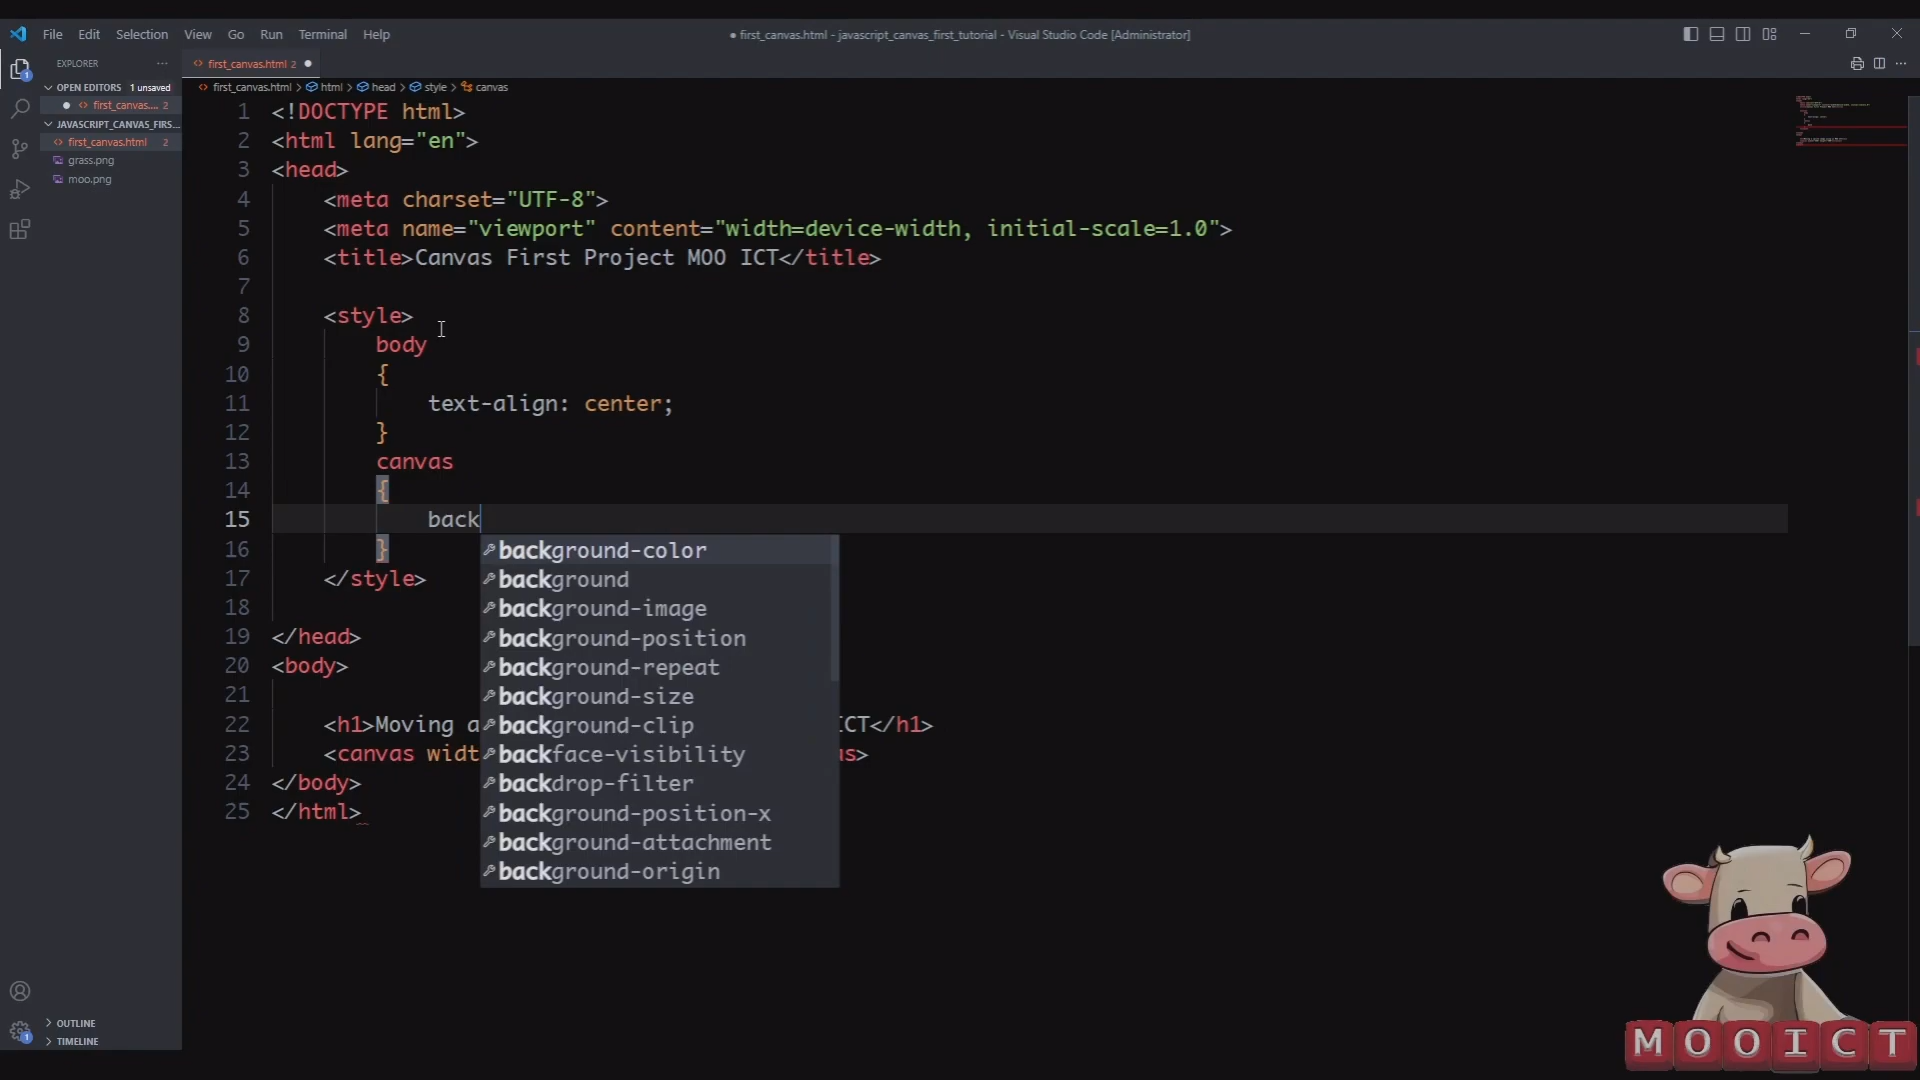 File Edit Selection View Go Run Terminal Help
● first_canvas.html - javascript_canvas_first_tutorial - Visual Studio Code [Administrator]
EXPLORER
OPEN EDITORS 1 unsaved
first_canvas.... 2
JAVASCRIPT_CANVAS_FIRS...
first_canvas.html 2
grass.png
moo.png
OUTLINE
TIMELINE
1
1
first_canvas.html 2 ●
first_canvas.html > html > head > style > canvas
1 <!DOCTYPE html>
2 <html lang="en">
3 <head>
4 <meta charset="UTF-8">
5 <meta name="viewport" content="width=device-width, initial-scale=1.0">
6 <title>Canvas First Project MOO ICT</title>
7
8 <style>
9 body
10 {
11 text-align: center;
12 }
13 canvas
14 {
15 back
16 }
17 </style>
18
19 </head>
20 <body>
21
22 <h1>Moving a ICT</h1>
23 <canvas widt as>
24 </body>
25 </html>
background-color
background
background-image
background-position
background-repeat
background-size
background-clip
backface-visibility
backdrop-filter
background-position-x
background-attachment
background-origin
MOOICT